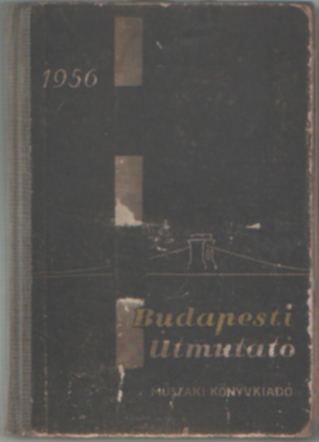 1956
Budapesti
Útmutató
MŰSZAKI KÖNYVKIADÓ